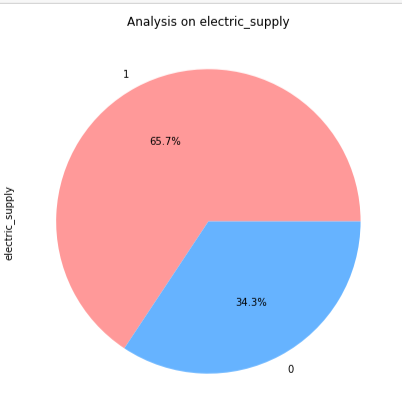 Analysis on electric_supply
1
65.7%
electric_supply
34.3%
0